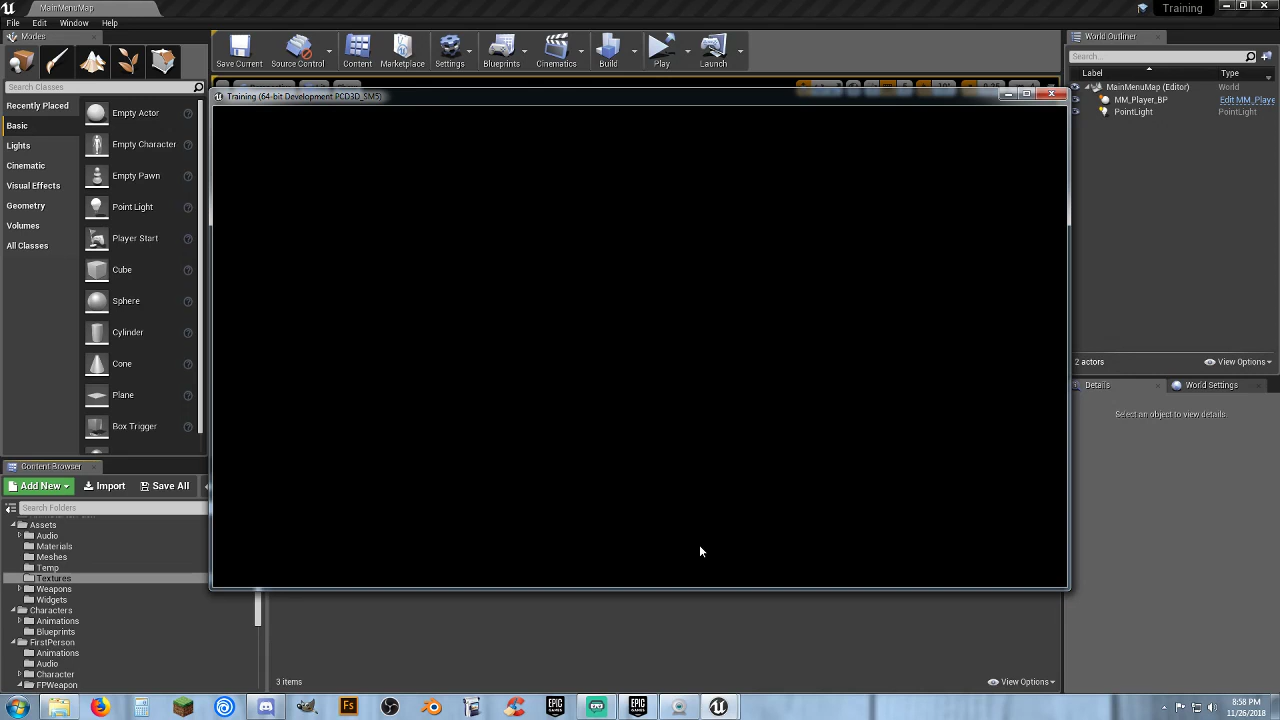 MainMenuMap
Training
File Edit Window Help
Modes
Search Classes
Recently Placed
Basic
Lights
Cinematic
Visual Effects
Geometry
Volumes
All Classes
Empty Actor
Empty Character
Empty Pawn
Point Light
Player Start
Cube
Sphere
Cylinder
Cone
Plane
Box Trigger
Save Current
Source Control
Content
Marketplace
Settings
Blueprints
Cinematics
Build
Play
Launch
Training (64-bit Development PCD3D_SM5)
World Outliner
Search...
Label Type
MainMenuMap (Editor) World
MM_Player_BP Edit MM_Playe
PointLight PointLight
2 actors View Options
Details World Settings
Select an object to view details.
Content Browser
Add New Import Save All
Search Folders
Assets
Audio
Materials
Meshes
Temp
Textures
Weapons
Widgets
Characters
Animations
Blueprints
FirstPerson
Animations
Audio
Character
FPWeapon
3 items View Options
Fs
EPIC GAMES
EPIC GAMES
8:58 PM
11/26/2018